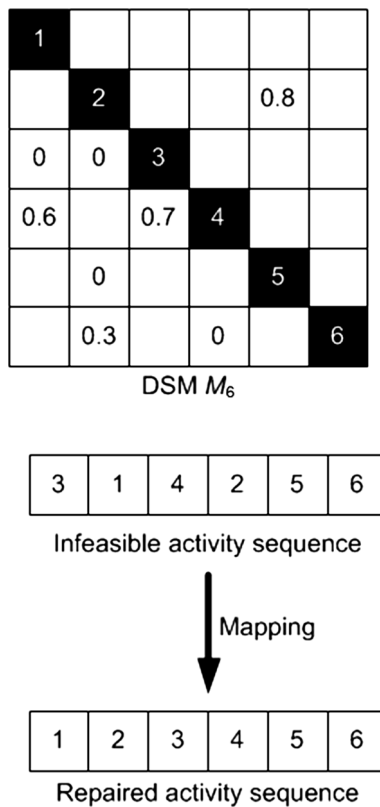 1
2 0.8
0 0 3
0.6 0.7 4
0 5
0.3 0 6
DSM M₆
3 1 4 2 5 6
Infeasible activity sequence
Mapping
1 2 3 4 5 6
Repaired activity sequence